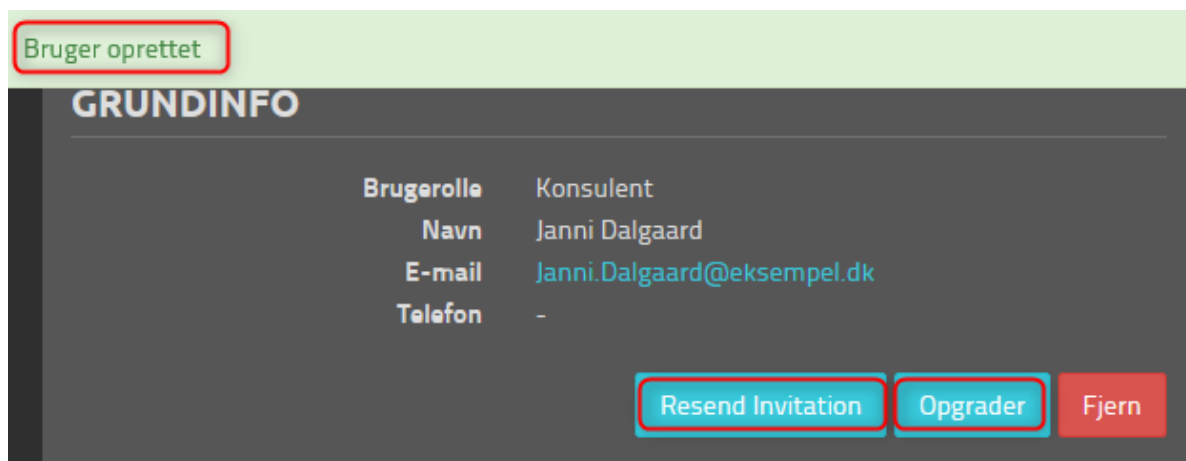 Bruger oprettet
GRUNDINFO
Brugerolle Konsulent
Navn Janni Dalgaard
E-mail Janni.Dalgaard@eksempel.dk
Telefon -
Resend Invitation Opgrader Fjern